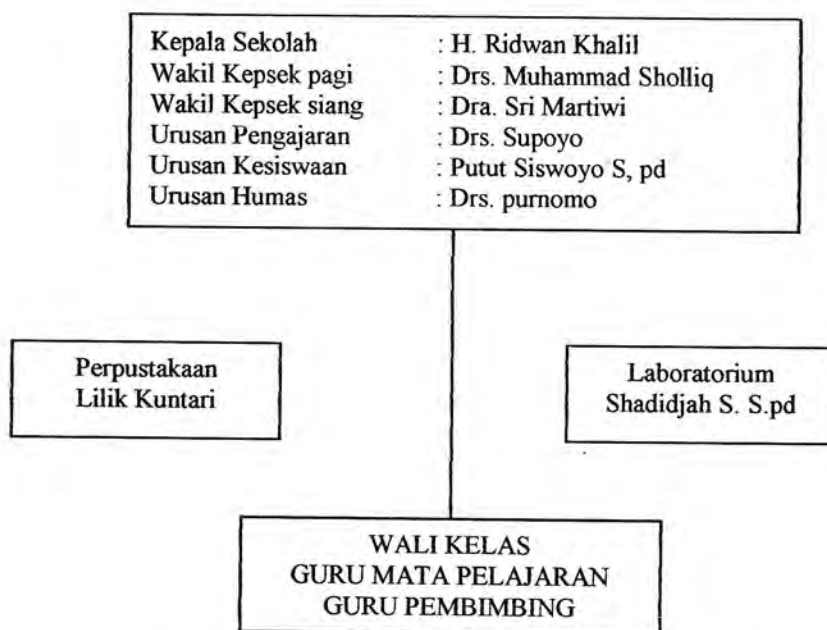 Kepala Sekolah : H. Ridwan Khalil
Wakil Kepsek pagi : Drs. Muhammad Sholliq
Wakil Kepsek siang : Dra. Sri Martiwi
Urusan Pengajaran : Drs. Supoyo
Urusan Kesiswaan : Putut Siswoyo S, pd
Urusan Humas : Drs. purnomo
Perpustakaan
Lilik Kuntari
Laboratorium
Shadidjah S. S.pd
WALI KELAS
GURU MATA PELAJARAN
GURU PEMBIMBING